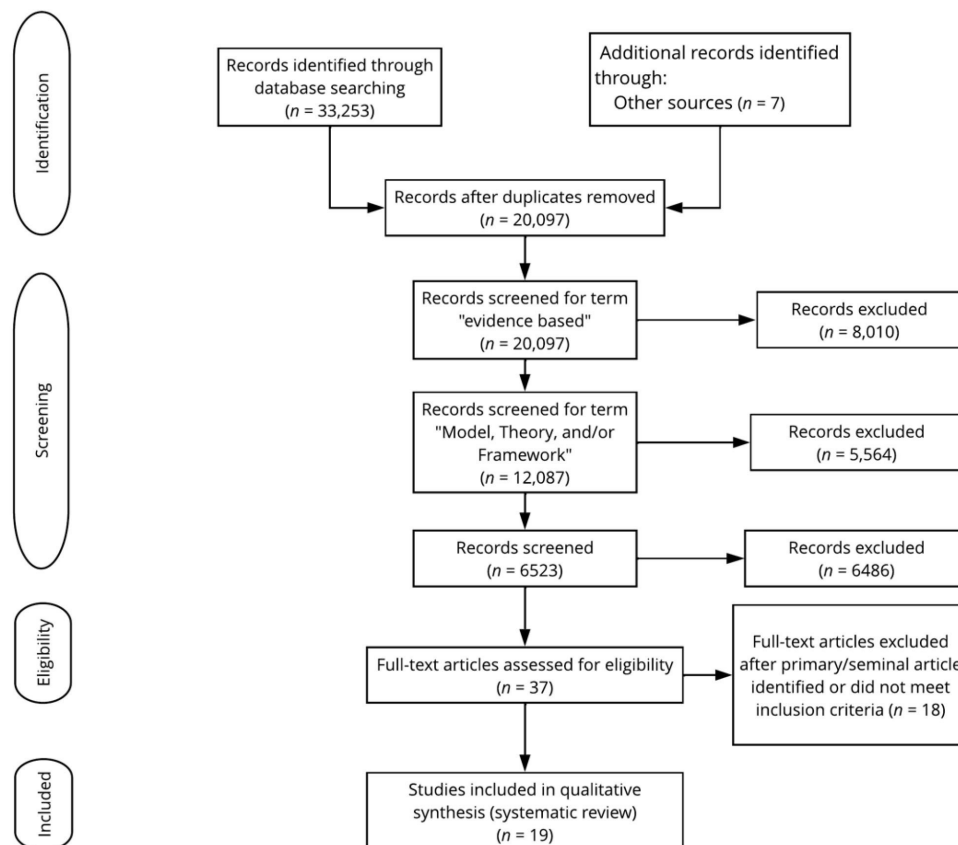 Identification
Records identified through
database searching
(n = 33,253)
Additional records identified
through:
Other sources (n = 7)
Records after duplicates removed
(n = 20,097)
Screening
Records screened for term
"evidence based"
(n = 20,097)
Records excluded
(n = 8,010)
Records screened for term
"Model, Theory, and/or
Framework"
(n = 12,087)
Records excluded
(n = 5,564)
Records screened
(n = 6523)
Records excluded
(n = 6486)
Eligibility
Full-text articles assessed for eligibility
(n = 37)
Full-text articles excluded
after primary/seminal article
identified or did not meet
inclusion criteria (n = 18)
Included
Studies included in qualitative
synthesis (systematic review)
(n = 19)